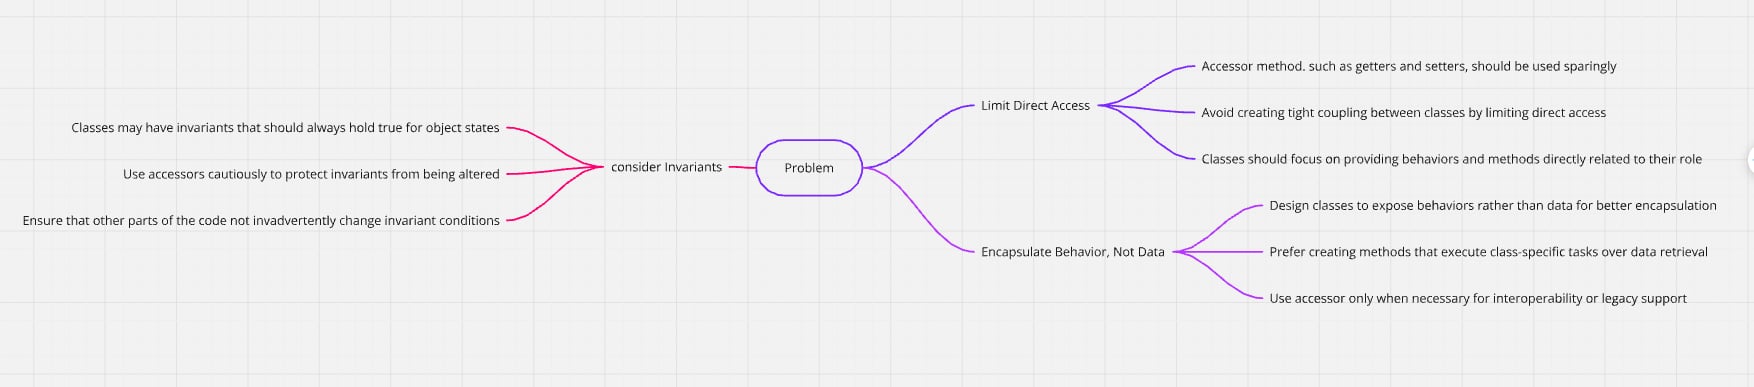 Classes may have invariants that should always hold true for object states
Use accessors cautiously to protect invariants from being altered
Ensure that other parts of the code not invadvertently change invariant conditions
consider Invariants
Problem
Limit Direct Access
Accessor method. such as getters and setters, should be used sparingly
Avoid creating tight coupling between classes by limiting direct access
Classes should focus on providing behaviors and methods directly related to their role
Encapsulate Behavior, Not Data
Design classes to expose behaviors rather than data for better encapsulation
Prefer creating methods that execute class-specific tasks over data retrieval
Use accessor only when necessary for interoperability or legacy support